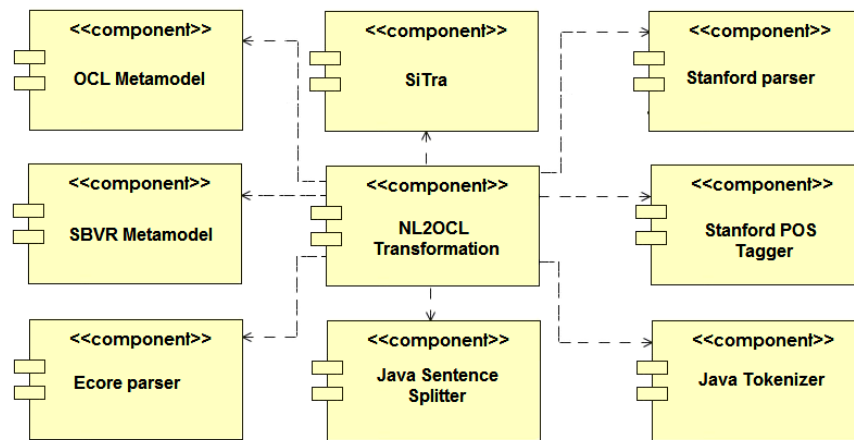 <<component>>
OCL Metamodel
<<component>>
SiTra
<<component>>
Stanford parser
<<component>>
SBVR Metamodel
<<component>>
NL2OCL
Transformation
<<component>>
Stanford POS
Tagger
<<component>>
Ecore parser
<<component>>
Java Sentence
Splitter
<<component>>
Java Tokenizer